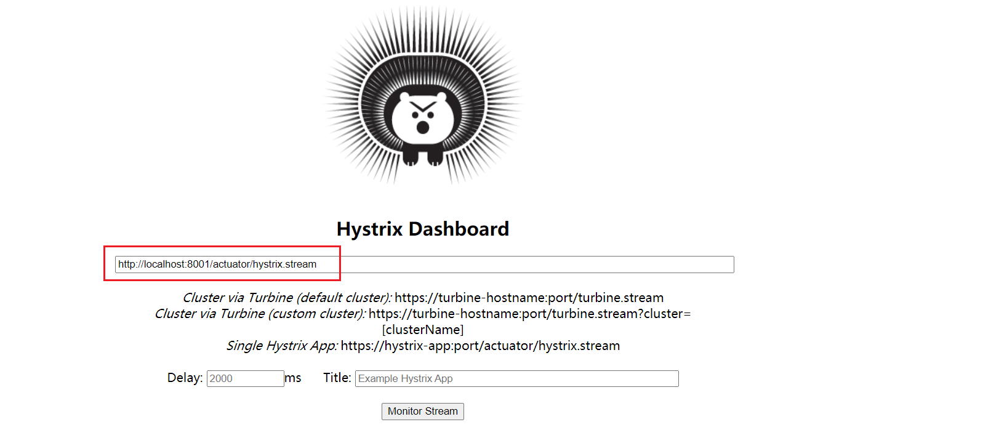 Hystrix Dashboard
http://localhost:8001/actuator/hystrix.stream
Cluster via Turbine (default cluster): https://turbine-hostname:port/turbine.stream
Cluster via Turbine (custom cluster): https://turbine-hostname:port/turbine.stream?cluster=
[clusterName]
Single Hystrix App: https://hystrix-app:port/actuator/hystrix.stream
Delay: 2000 ms Title: Example Hystrix App
Monitor Stream